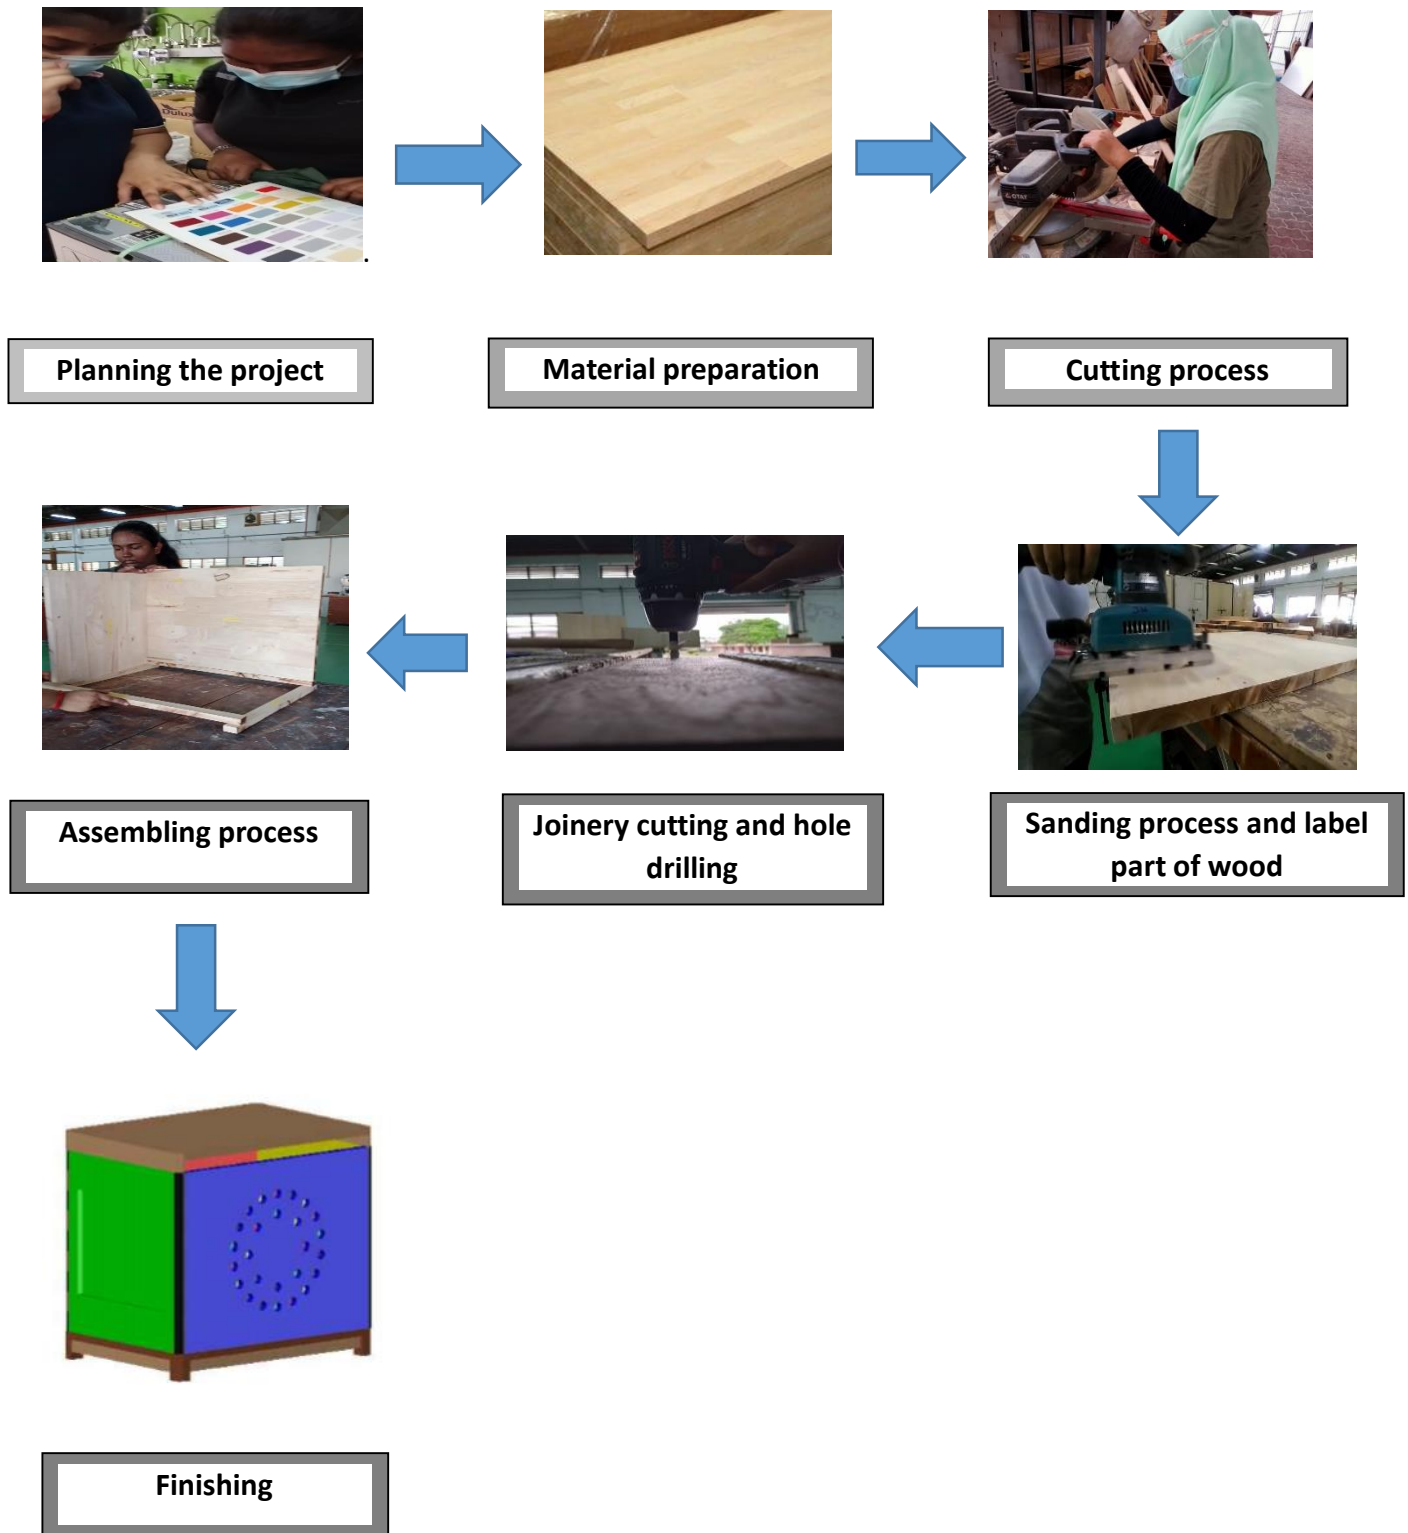 Planning the project
Material preparation
Cutting process
Sanding process and label
part of wood
Joinery cutting and hole
drilling
Assembling process
Finishing